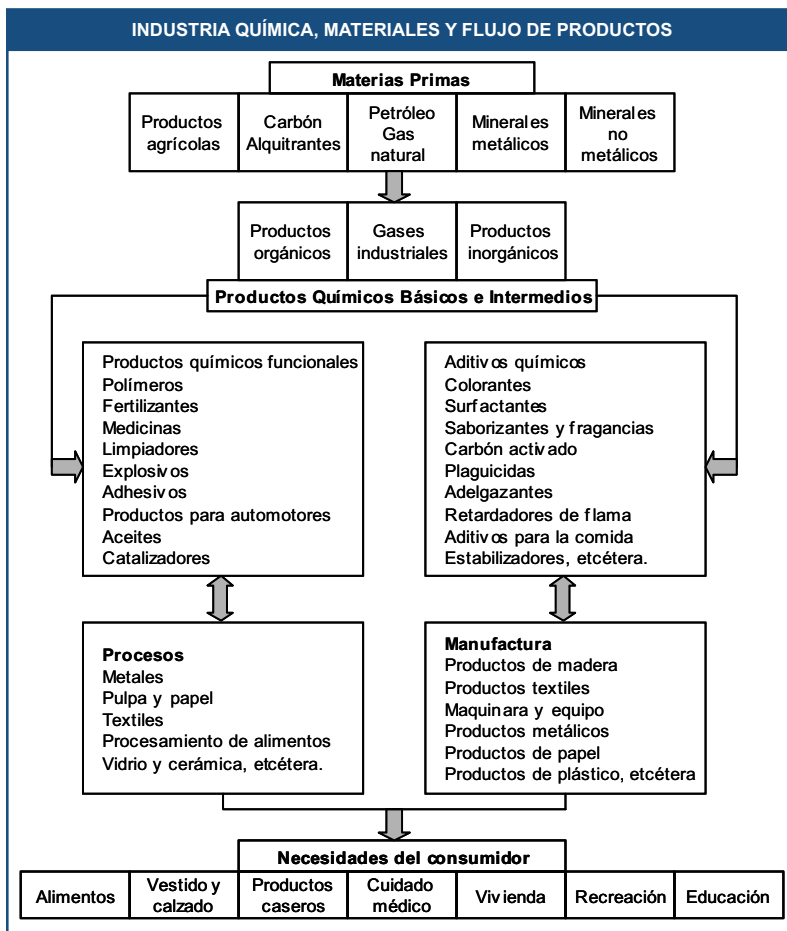 INDUSTRIA QUÍMICA, MATERIALES Y FLUJO DE PRODUCTOS
Materias Primas
Productos
agrícolas
Carbón
Alquitrantes
Petróleo
Gas
natural
Minerales
metálicos
Minerales
no
metálicos
Productos
orgánicos
Gases
industriales
Productos
inorgánicos
Productos Químicos Básicos e Intermedios
Productos químicos funcionales
Polímeros
Fertilizantes
Medicinas
Limpiadores
Explosivos
Adhesivos
Productos para automotores
Aceites
Catalizadores
Aditivos químicos
Colorantes
Surfactantes
Saborizantes y fragancias
Carbón activado
Plaguicidas
Adelgazantes
Retardadores de flama
Aditivos para la comida
Estabilizadores, etcétera.
Procesos
Metales
Pulpa y papel
Textiles
Procesamiento de alimentos
Vidrio y cerámica, etcétera.
Manufactura
Productos de madera
Productos textiles
Maquinara y equipo
Productos metálicos
Productos de papel
Productos de plástico, etcétera
Necesidades del consumidor
Alimentos
Vestido y
calzado
Productos
caseros
Cuidado
médico
Vivienda
Recreación
Educación